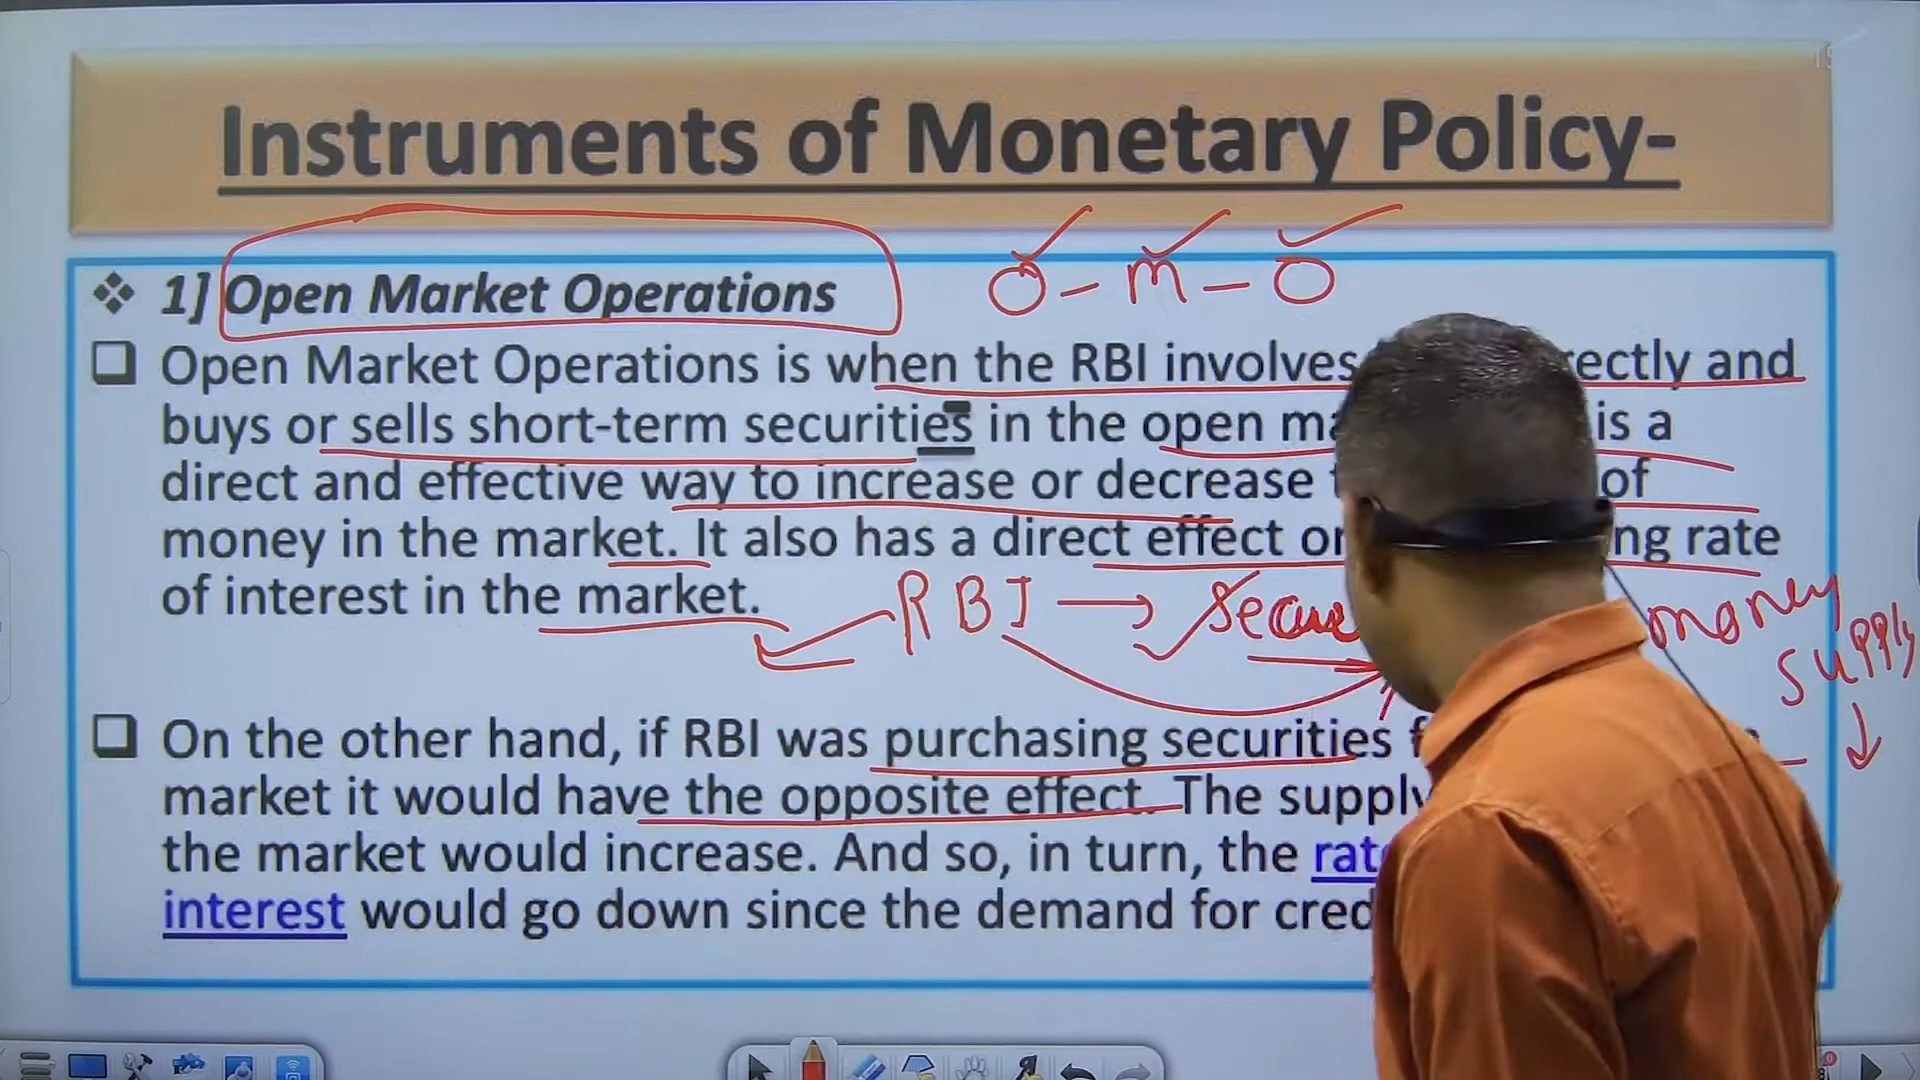 Instruments of Monetary Policy-
1] Open Market Operations
O - M - O
Open Market Operations is when the RBI involves ectly and
buys or sells short-term securities in the open is a
direct and effective way to increase or decrease of
money in the market. It also has a direct effect rate
of interest in the market.
RBI →
money
supply
On the other hand, if RBI was purchasing securities
market it would have the opposite effect. The supply
the market would increase. And so, in turn, the
interest would go down since the demand for